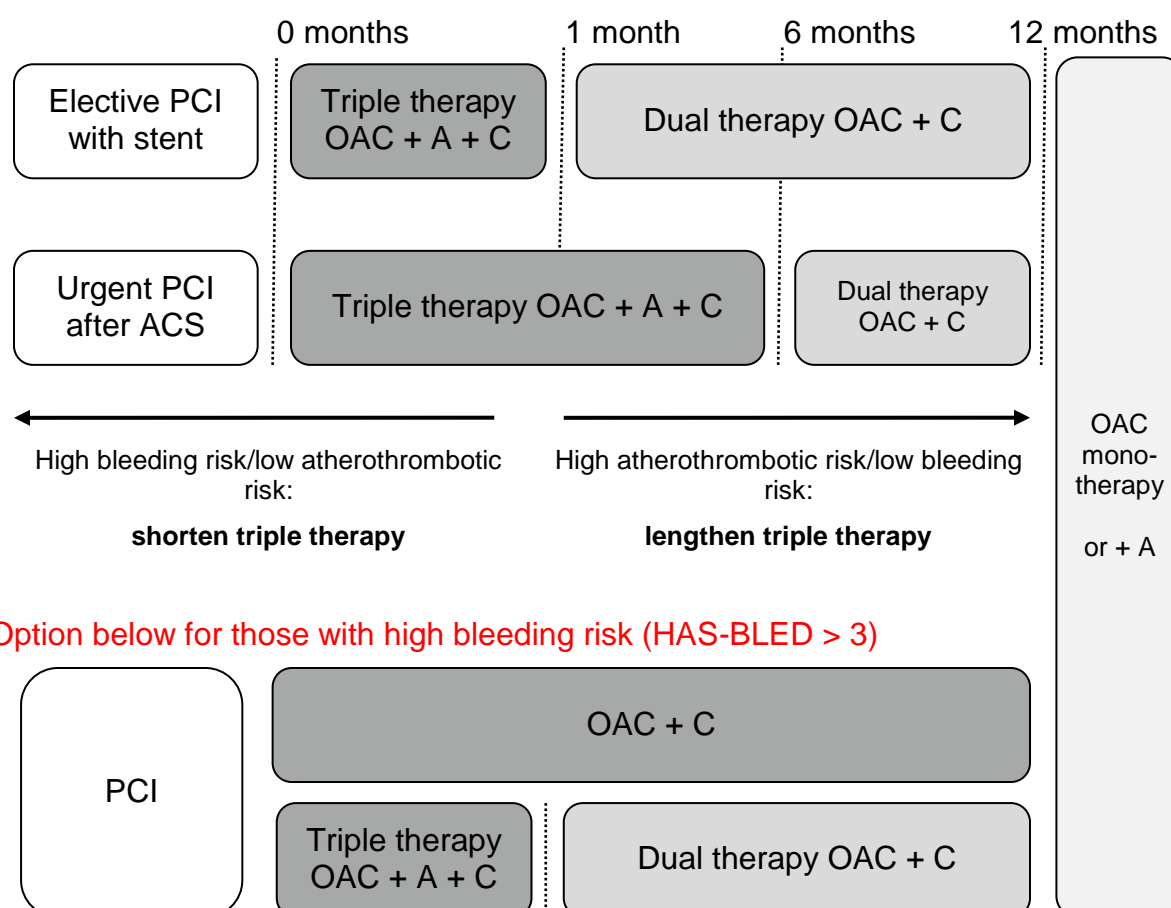 0 months
1 month
6 months
12 months
Elective PCI
with stent
Triple therapy
OAC + A + C
Dual therapy OAC + C
Urgent PCI
after ACS
Triple therapy OAC + A + C
Dual therapy
OAC + C
High bleeding risk/low atherothrombotic
risk:
shorten triple therapy
High atherothrombotic risk/low bleeding
risk:
lengthen triple therapy
OAC
mono-
therapy
or + A
Option below for those with high bleeding risk (HAS-BLED > 3)
PCI
OAC + C
Triple therapy
OAC + A + C
Dual therapy OAC + C